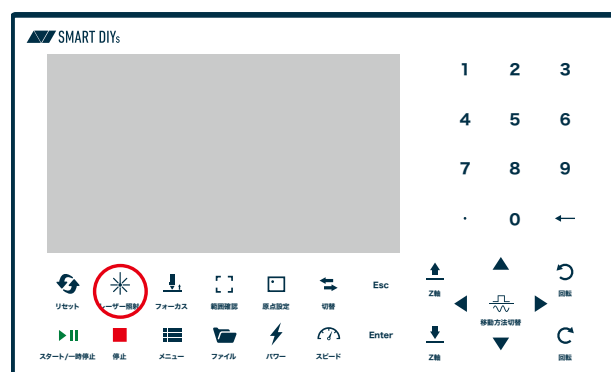 SMART DIYs
1 2 3
4 5 6
7 8 9
. 0 ←
リセット レーザー照射 フォーカス 範囲確認 原点設定 切替 Esc Z軸 回転
移動方法切替
スタート/一時停止 停止 メニュー ファイル パワー スピード Enter Z軸 回転